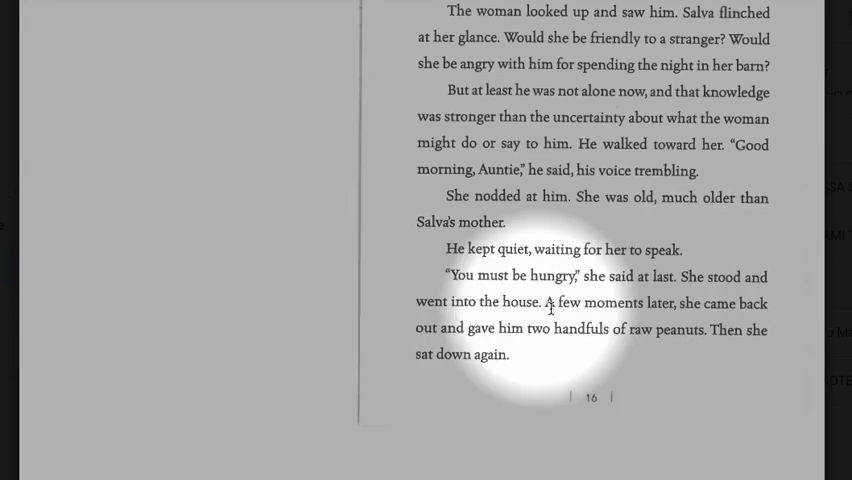 The woman looked up and saw him. Salva flinched
at her glance. Would she be friendly to a stranger? Would
she be angry with him for spending the night in her barn?
But at least he was not alone now, and that knowledge
was stronger than the uncertainty about what the woman
might do or say to him. He walked toward her. “Good
morning, Auntie,” he said, his voice trembling.
She nodded at him. She was old, much older than
Salva’s mother.
He kept quiet, waiting for her to speak.
“You must be hungry,” she said at last. She stood and
went into the house. A few moments later, she came back
out and gave him two handfuls of raw peanuts. Then she
sat down again.
| 16 |